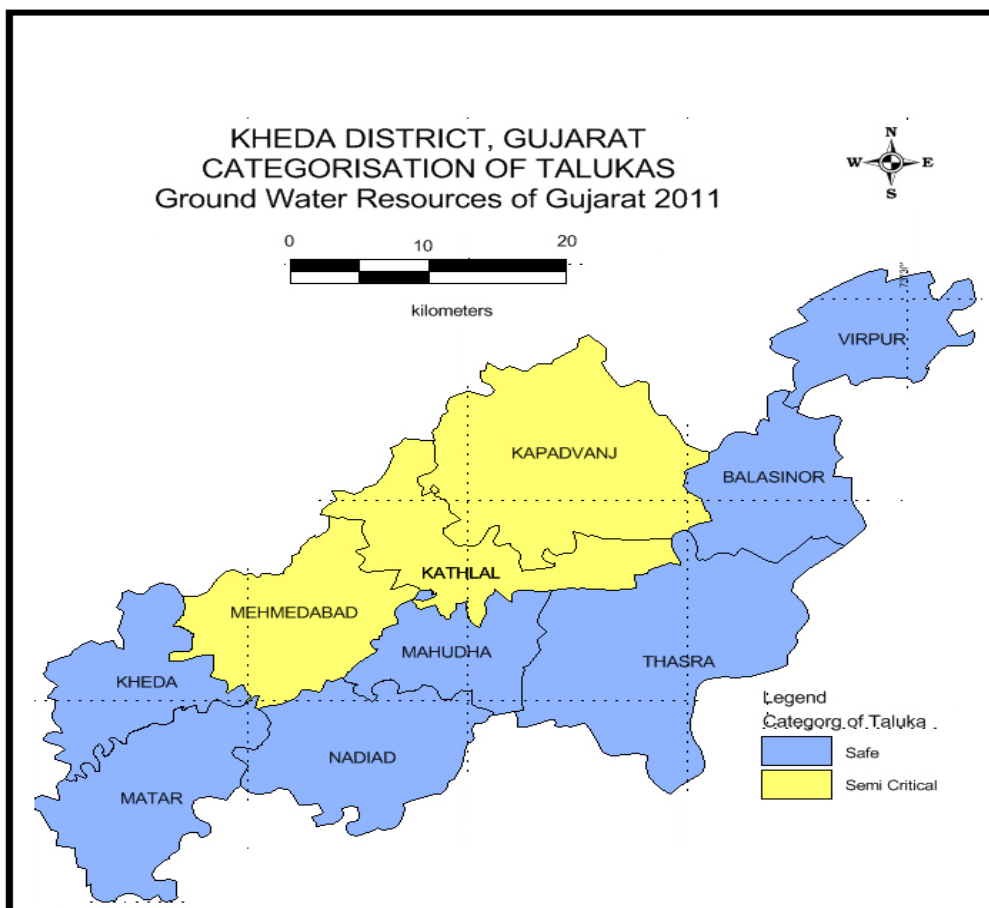 KHEDA DISTRICT, GUJARAT
CATEGORISATION OF TALUKAS
Ground Water Resources of Gujarat 2011
N
W E
S
0 10 20
kilometers
VIRPUR
KAPADVANJ
BALASINOR
KATHLAL
MEHMEDABAD
MAHUDHA
THASRA
KHEDA
NADIAD
MATAR
Legend
Categorg of Taluka
Safe
Semi Critical